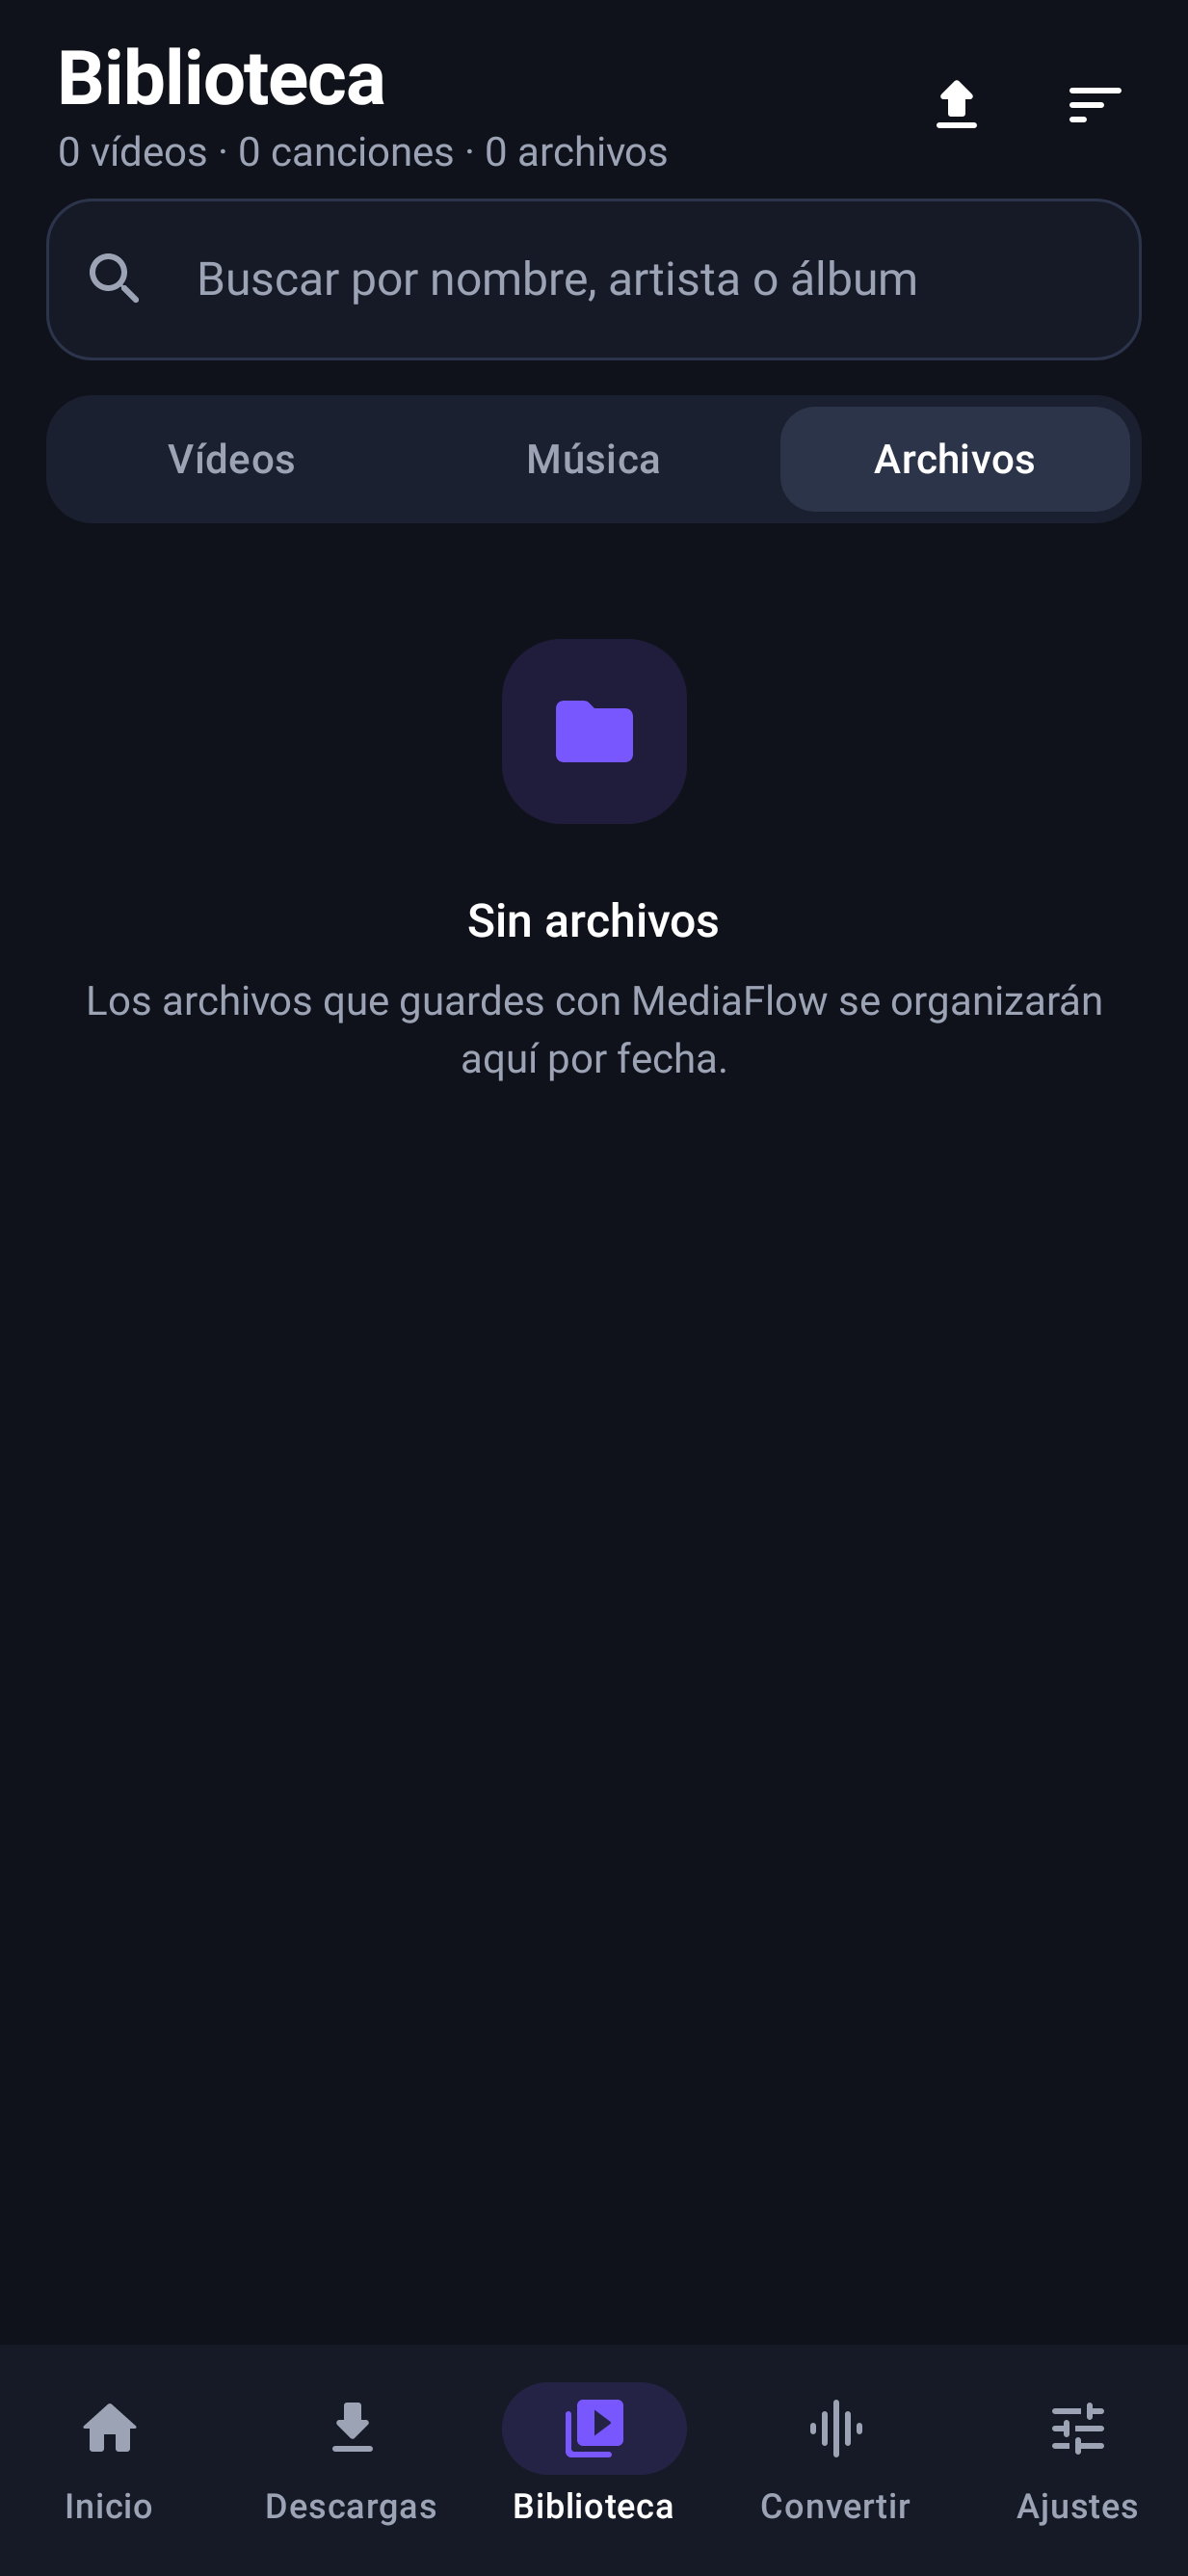 Biblioteca
0 vídeos · 0 canciones · 0 archivos
Buscar por nombre, artista o álbum
Vídeos
Música
Archivos
Sin archivos
Los archivos que guardes con MediaFlow se organizarán
aquí por fecha.
Inicio
Descargas
Biblioteca
Convertir
Ajustes